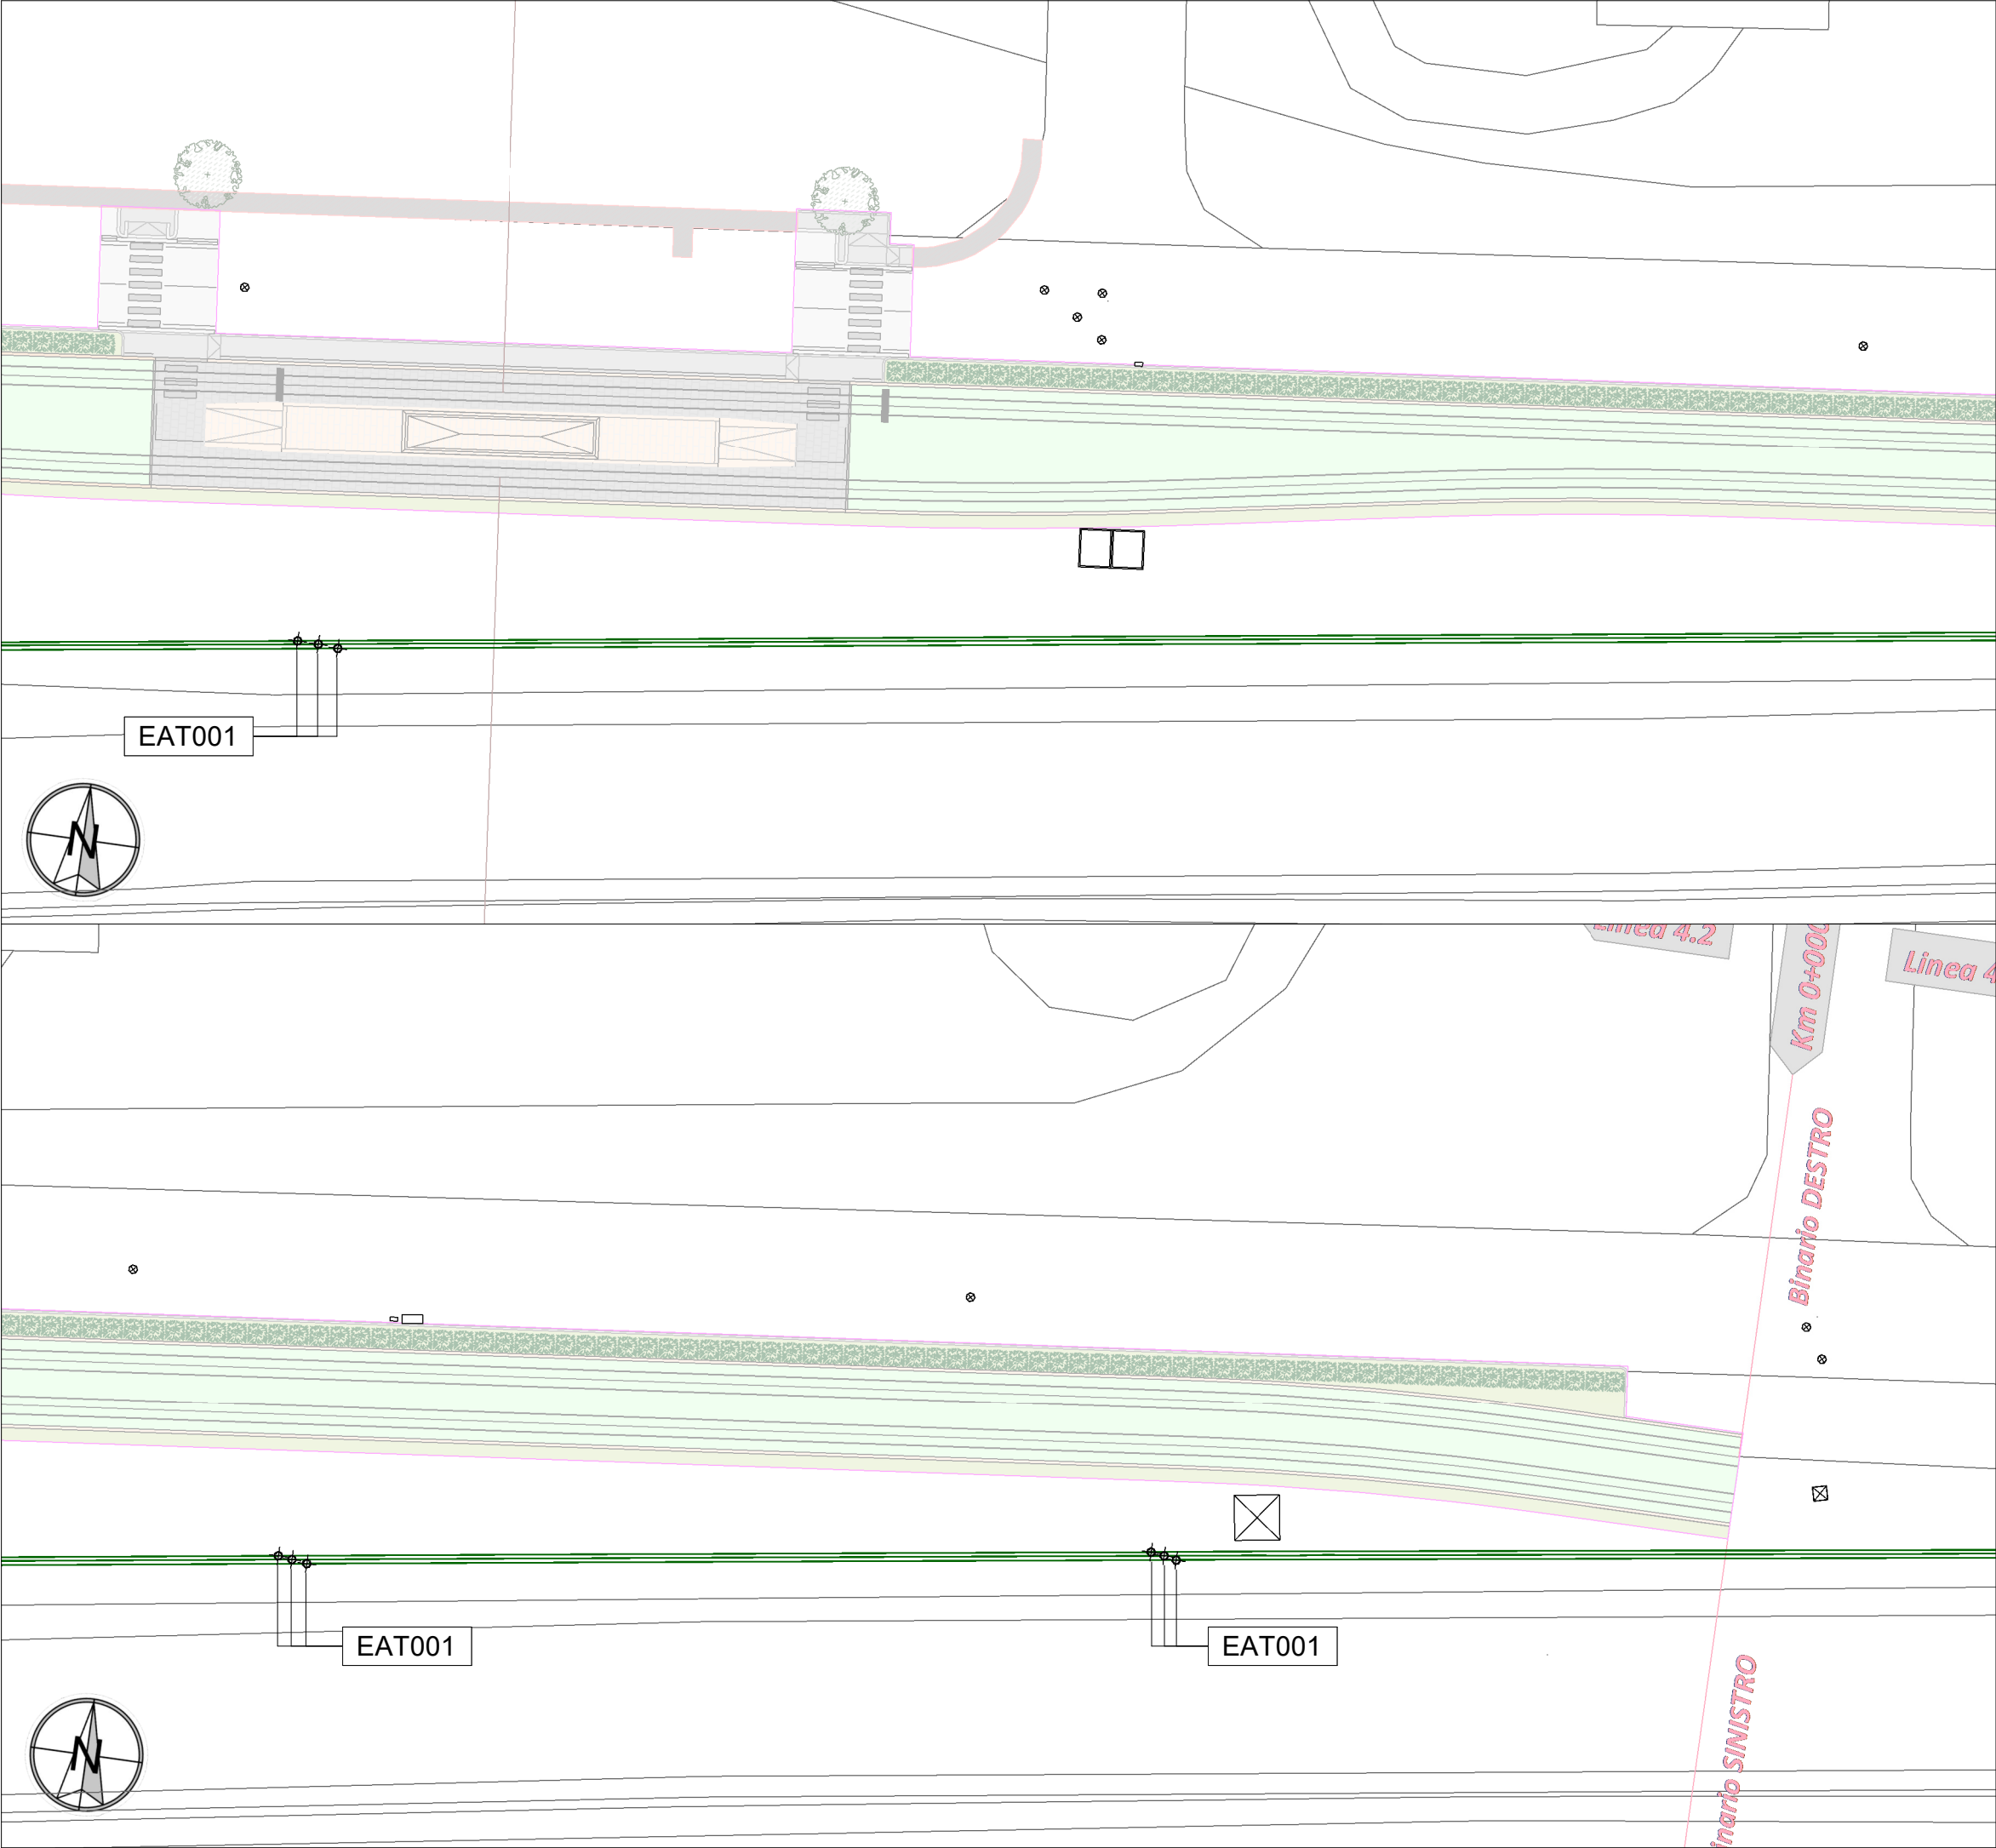 EAT001
N
Linea 4.2
Km 0+000
Linea 4
Binario DESTRO
EAT001
EAT001
inario SINISTRO
N